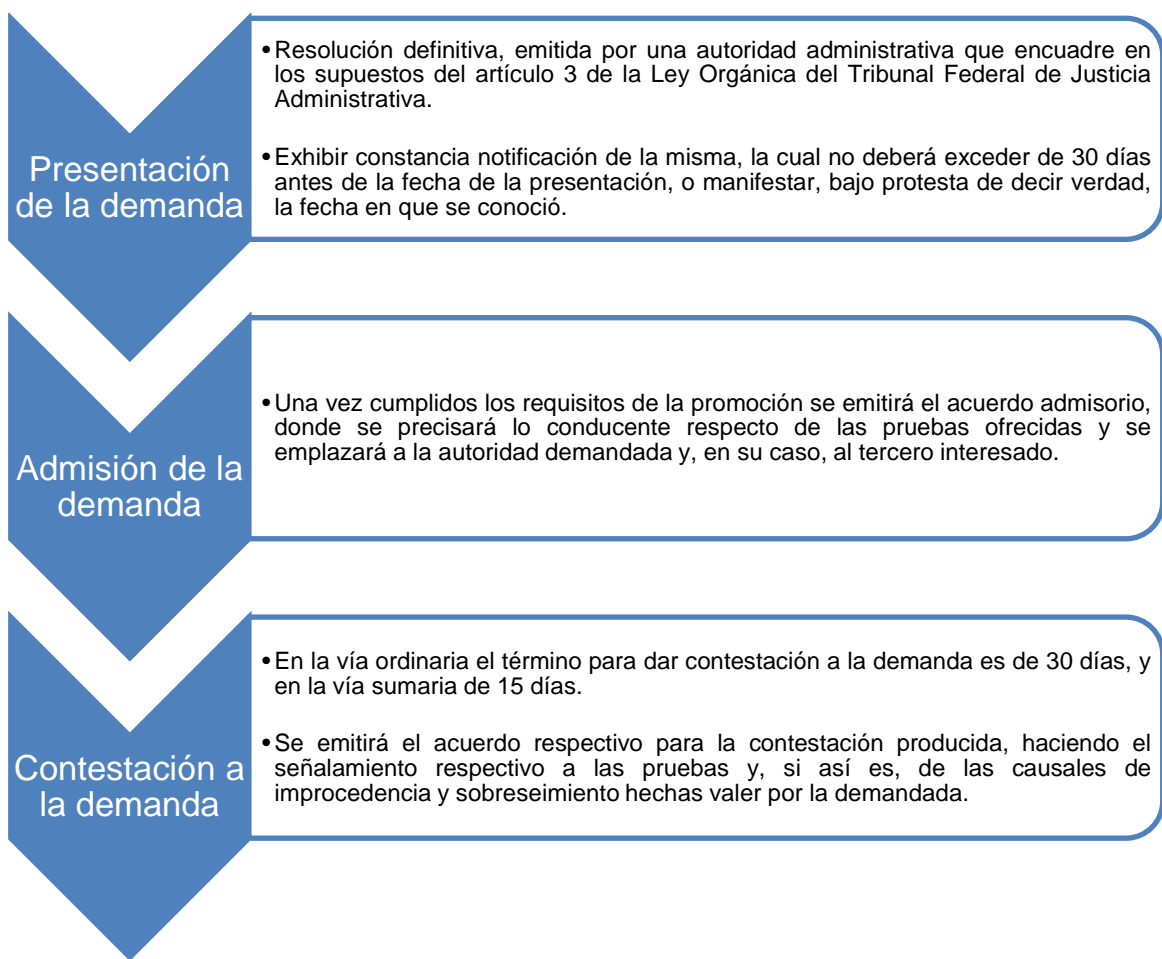 Presentación
de la demanda
•Resolución definitiva, emitida por una autoridad administrativa que encuadre en
los supuestos del artículo 3 de la Ley Orgánica del Tribunal Federal de Justicia
Administrativa.
•Exhibir constancia notificación de la misma, la cual no deberá exceder de 30 días
antes de la fecha de la presentación, o manifestar, bajo protesta de decir verdad,
la fecha en que se conoció.
Admisión de la
demanda
•Una vez cumplidos los requisitos de la promoción se emitirá el acuerdo admisorio,
donde se precisará lo conducente respecto de las pruebas ofrecidas y se
emplazará a la autoridad demandada y, en su caso, al tercero interesado.
Contestación a
la demanda
•En la vía ordinaria el término para dar contestación a la demanda es de 30 días, y
en la vía sumaria de 15 días.
•Se emitirá el acuerdo respectivo para la contestación producida, haciendo el
señalamiento respectivo a las pruebas y, si así es, de las causales de
improcedencia y sobreseimiento hechas valer por la demandada.